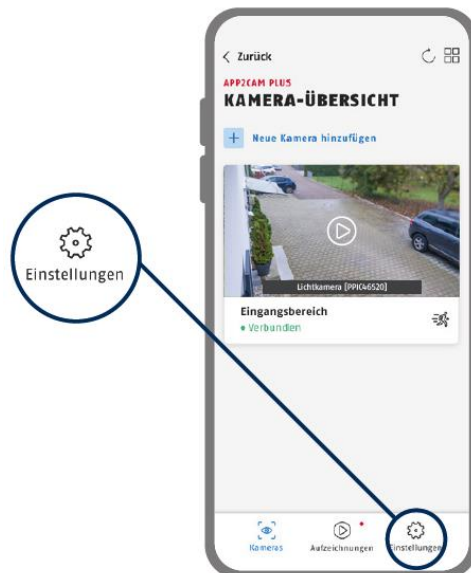 Zurück
APP2CAM PLUS
KAMERA-ÜBERSICHT
+ Neue Kamera hinzufügen
Lichtkamera [PPIC46520]
Eingangsbereich
Verbunden
Einstellungen
Kameras
Aufzeichnungen
Einstellungen